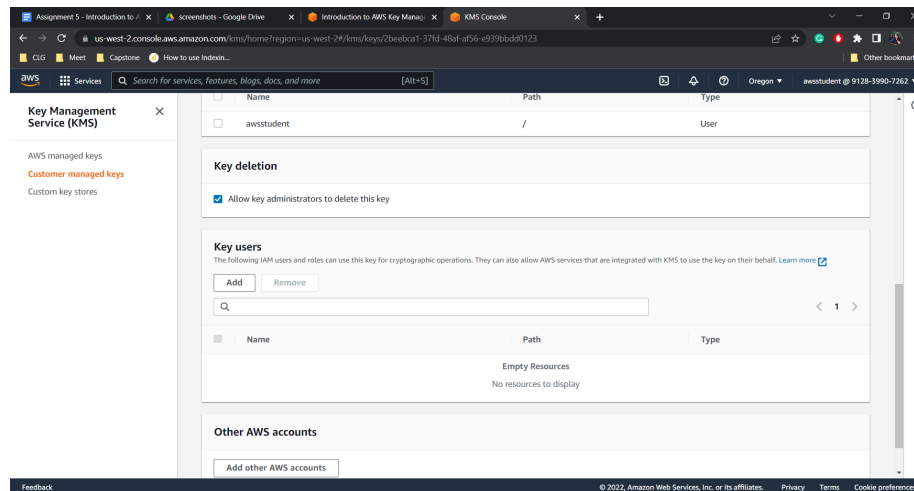 Assignment 5 - Introduction to A
screenshots - Google Drive
Introduction to AWS Key Manage
KMS Console
us-west-2.console.aws.amazon.com/kms/home?region=us-west-2#/kms/keys/2beebca1-37fd-48af-af56-e939bbdd0123
CLG
Meet
Capstone
How to use Indexin...
Other bookmar
aws
Services
Search for services, features, blogs, docs, and more
[Alt+S]
Oregon
awsstudent @ 9128-3990-7262
Key Management Service (KMS)
AWS managed keys
Customer managed keys
Custom key stores
Name
Path
Type
awsstudent
/
User
Key deletion
Allow key administrators to delete this key
Key users
The following IAM users and roles can use this key for cryptographic operations. They can also allow AWS services that are integrated with KMS to use the key on their behalf. Learn more
Add
Remove
1
Name
Path
Type
Empty Resources
No resources to display
Other AWS accounts
Add other AWS accounts
Feedback
© 2022, Amazon Web Services, Inc. or its affiliates.
Privacy
Terms
Cookie preferences